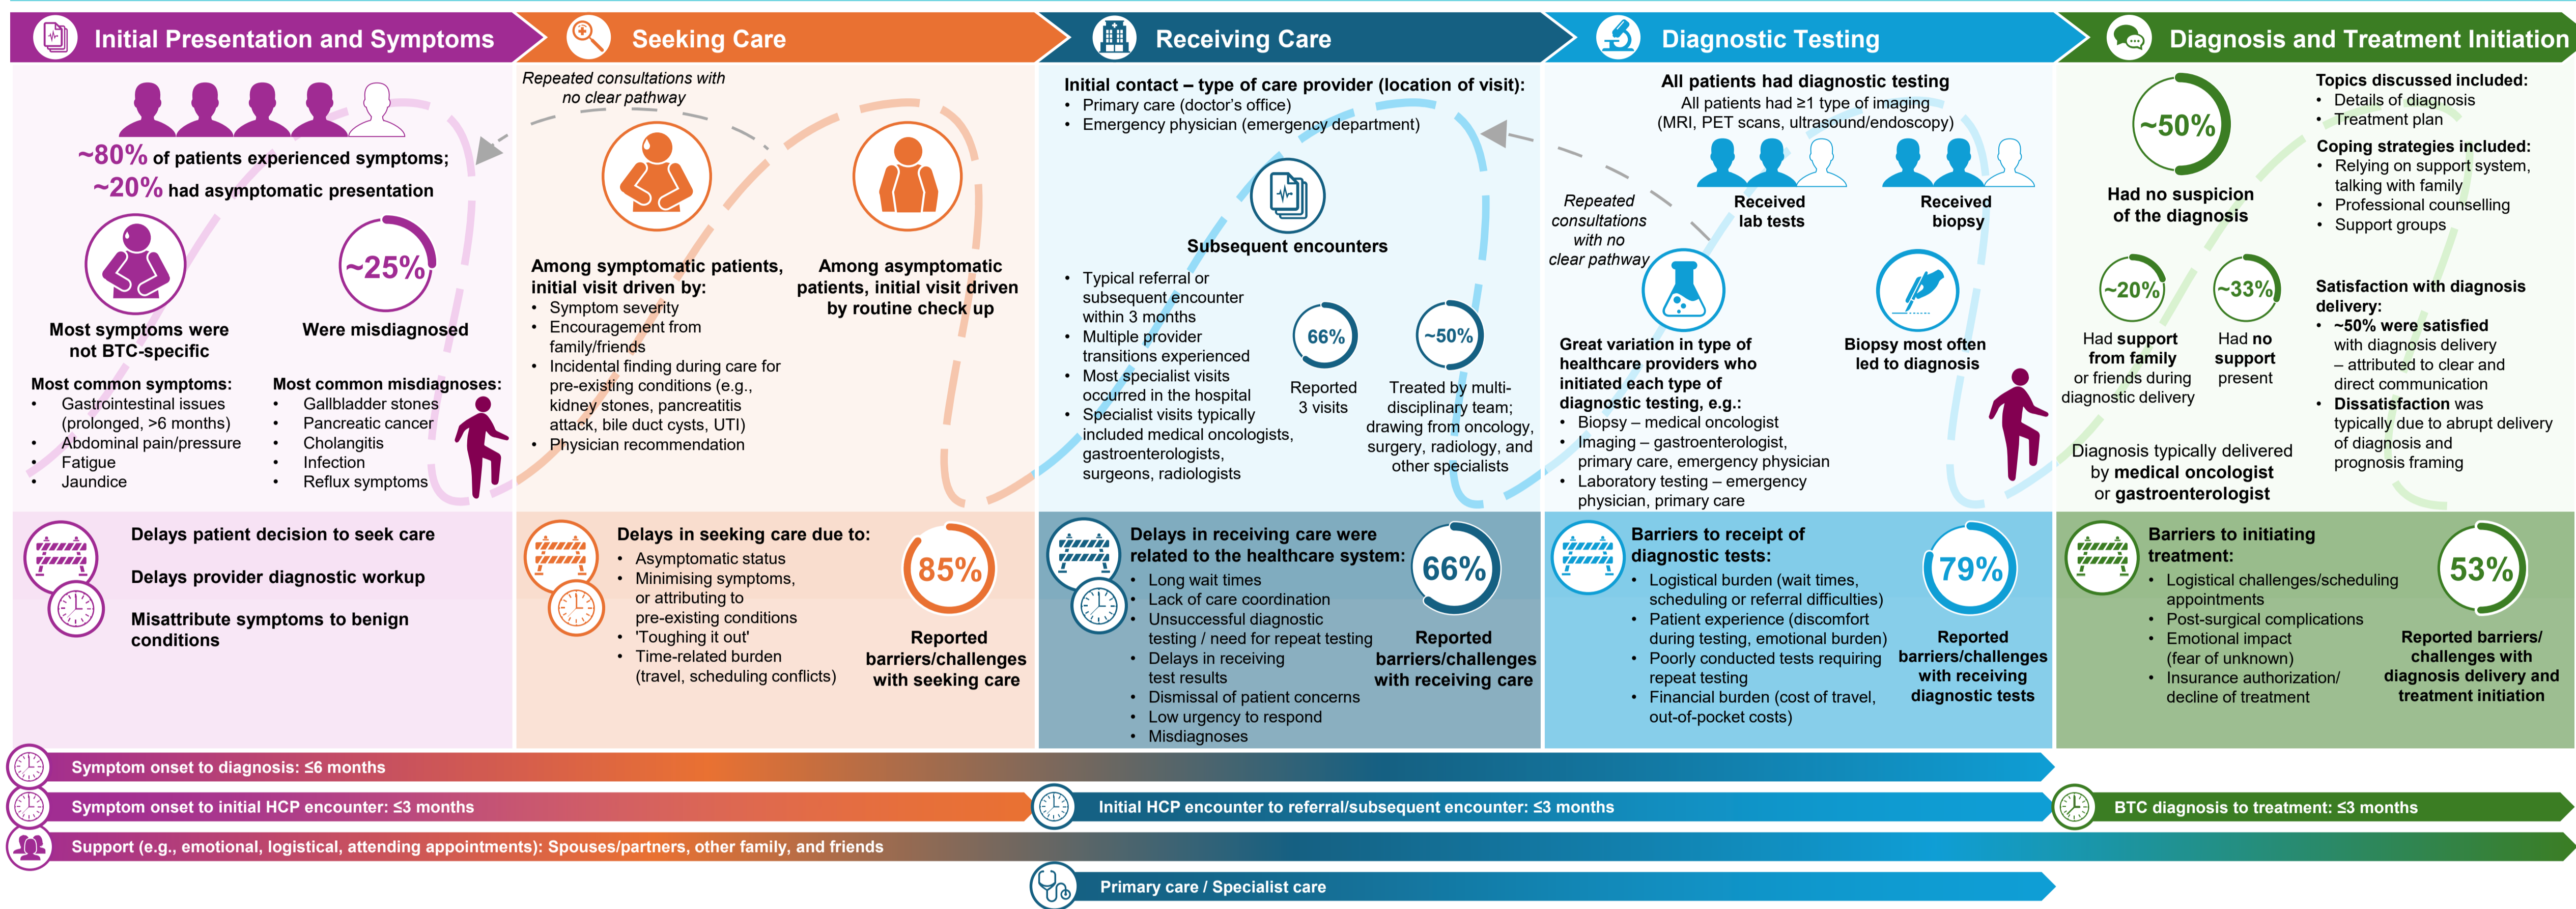 Initial Presentation and Symptoms
~80% of patients experienced symptoms;
~20% had asymptomatic presentation
Most symptoms were
not BTC-specific
~25%
Were misdiagnosed
Most common symptoms:
• Gastrointestinal issues
(prolonged, >6 months)
• Abdominal pain/pressure
• Fatigue
• Jaundice
Most common misdiagnoses:
• Gallbladder stones
• Pancreatic cancer
• Cholangitis
• Infection
• Reflux symptoms
Delays patient decision to seek care
Delays provider diagnostic workup
Misattribute symptoms to benign
conditions
Seeking Care
Repeated consultations with
no clear pathway
Among symptomatic patients,
initial visit driven by:
• Symptom severity
• Encouragement from
family/friends
• Incidental finding during care for
pre-existing conditions (e.g.,
kidney stones, pancreatitis
attack, bile duct cysts, UTI)
• Physician recommendation
Among asymptomatic
patients, initial visit driven
by routine check up
Delays in seeking care due to:
• Asymptomatic status
• Minimising symptoms,
or attributing to
pre-existing conditions
• 'Toughing it out'
• Time-related burden
(travel, scheduling conflicts)
85%
Reported
barriers/challenges
with seeking care
Receiving Care
Initial contact – type of care provider (location of visit):
• Primary care (doctor's office)
• Emergency physician (emergency department)
Subsequent encounters
• Typical referral or
subsequent encounter
within 3 months
• Multiple provider
transitions experienced
• Most specialist visits
occurred in the hospital
• Specialist visits typically
included medical oncologists,
gastroenterologists,
surgeons, radiologists
66%
Reported
3 visits
~50%
Treated by multi-
disciplinary team;
drawing from oncology,
surgery, radiology, and
other specialists
Delays in receiving care were
related to the healthcare system:
• Long wait times
• Lack of care coordination
• Unsuccessful diagnostic
testing / need for repeat testing
• Delays in receiving
test results
• Dismissal of patient concerns
• Low urgency to respond
• Misdiagnoses
66%
Reported
barriers/challenges
with receiving care
Diagnostic Testing
All patients had diagnostic testing
All patients had ≥1 type of imaging
(MRI, PET scans, ultrasound/endoscopy)
Repeated
consultations
with no
clear pathway
Received
lab tests
Received
biopsy
Great variation in type of
healthcare providers who
initiated each type of
diagnostic testing, e.g.:
• Biopsy – medical oncologist
• Imaging – gastroenterologist,
primary care, emergency physician
• Laboratory testing – emergency
physician, primary care
Biopsy most often
led to diagnosis
Barriers to receipt of
diagnostic tests:
• Logistical burden (wait times,
scheduling or referral difficulties)
• Patient experience (discomfort
during testing, emotional burden)
• Poorly conducted tests requiring
repeat testing
• Financial burden (cost of travel,
out-of-pocket costs)
79%
Reported
barriers/challenges
with receiving
diagnostic tests
Diagnosis and Treatment Initiation
~50%
Had no suspicion
of the diagnosis
~20%
Had support
from family
or friends during
diagnostic delivery
~33%
Had no
support
present
Diagnosis typically delivered
by medical oncologist
or gastroenterologist
Topics discussed included:
• Details of diagnosis
• Treatment plan
Coping strategies included:
• Relying on support system,
talking with family
• Professional counselling
• Support groups
Satisfaction with diagnosis
delivery:
• ~50% were satisfied
with diagnosis delivery
– attributed to clear and
direct communication
• Dissatisfaction was
typically due to abrupt delivery
of diagnosis and
prognosis framing
Barriers to initiating
treatment:
• Logistical challenges/scheduling
appointments
• Post-surgical complications
• Emotional impact
(fear of unknown)
• Insurance authorization/
decline of treatment
53%
Reported barriers/
challenges with
diagnosis delivery and
treatment initiation
Symptom onset to diagnosis: ≤6 months
Symptom onset to initial HCP encounter: ≤3 months
Initial HCP encounter to referral/subsequent encounter: ≤3 months
BTC diagnosis to treatment: ≤3 months
Support (e.g., emotional, logistical, attending appointments): Spouses/partners, other family, and friends
Primary care / Specialist care